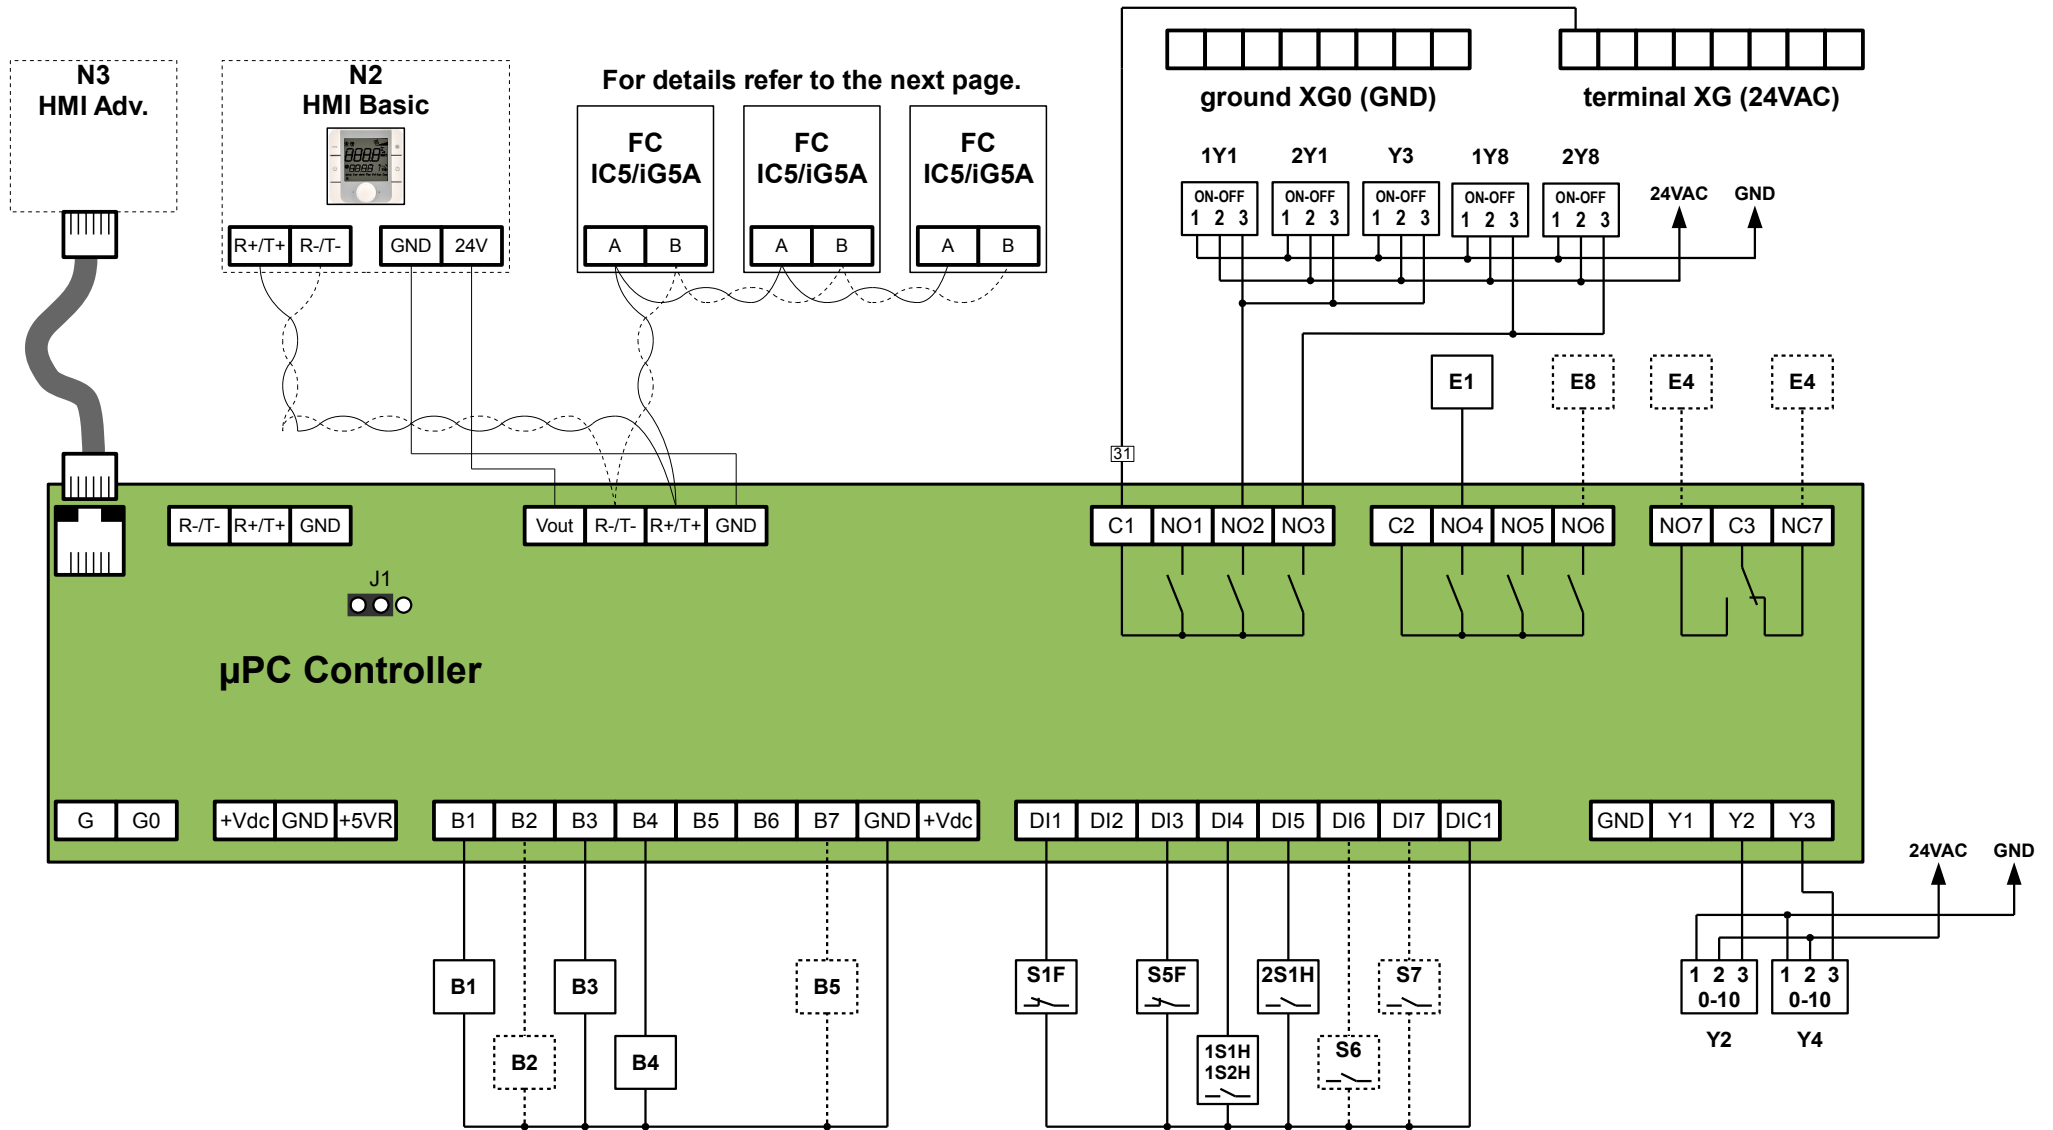 N3
HMI Adv.
N2
HMI Basic
For details refer to the next page.
ground XG0 (GND)
terminal XG (24VAC)
FC
IC5/iG5A
FC
IC5/iG5A
FC
IC5/iG5A
1Y1 2Y1 Y3 1Y8 2Y8
ON-OFF ON-OFF ON-OFF ON-OFF ON-OFF
1 2 3 1 2 3 1 2 3 1 2 3 1 2 3
24VAC GND
R+/T+ R-/T- GND 24V
A B A B A B
E1 E8 E4 E4
31
R-/T- R+/T+ GND
Vout R-/T- R+/T+ GND
C1 NO1 NO2 NO3
C2 NO4 NO5 NO6
NO7 C3 NC7
J1
µPC Controller
G G0
+Vdc GND +5VR
B1 B2 B3 B4 B5 B6 B7 GND +Vdc
DI1 DI2 DI3 DI4 DI5 DI6 DI7 DIC1
GND Y1 Y2 Y3
24VAC GND
B1 B3 B5
B2 B4
S1F S5F 2S1H S7
1S1H
1S2H
S6
1 2 3 1 2 3
0-10 0-10
Y2 Y4